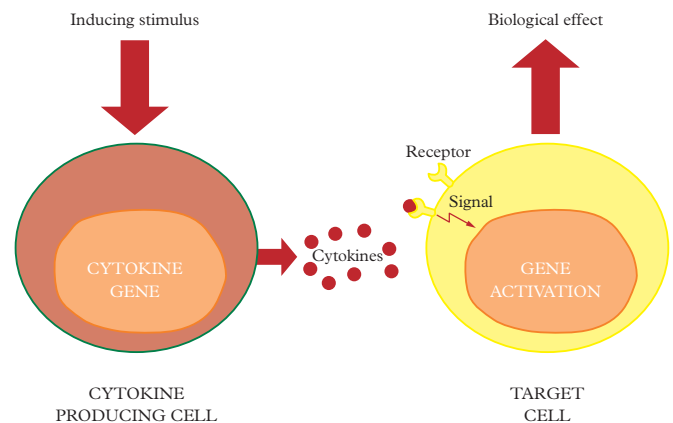 Inducing stimulus
Biological effect
Receptor
Signal
Cytokines
CYTOKINE
GENE
GENE
ACTIVATION
CYTOKINE
PRODUCING CELL
TARGET
CELL